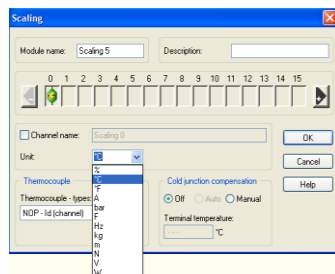 Scaling
Module name: Scaling 5 Description:
0 1 2 3 4 5 6 7 8 9 10 11 12 13 14 15
Channel name: Scaling 0
OK
Unit: °C
Cancel
%
Thermocouple Cold junction compensation
°C
Help
°F
Thermocouple - types: A
Off Auto Manual
bar
NOP - Id (channel) F
Terminal temperature:
Hz
kg
--- °C
m
N
V
W